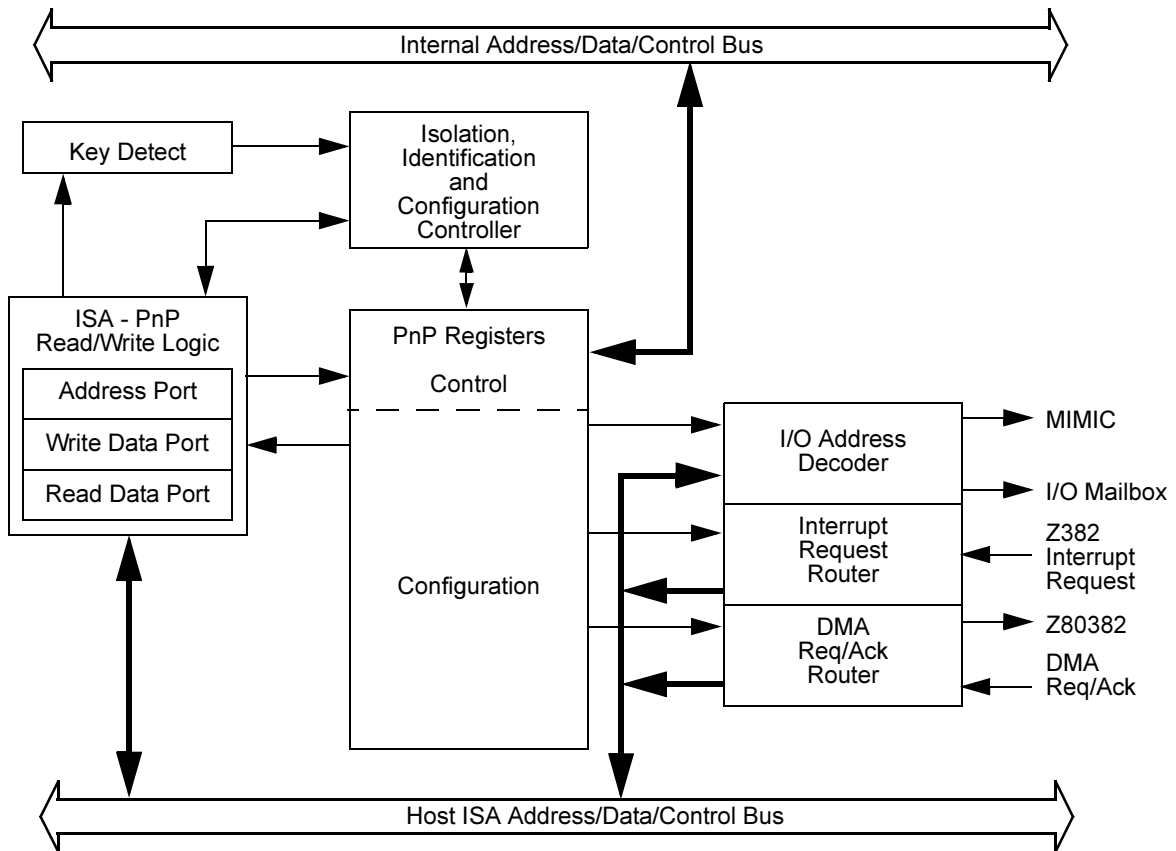 Internal Address/Data/Control Bus
Key Detect
Isolation,
Identification
and
Configuration
Controller
ISA - PnP
Read/Write Logic
Address Port
Write Data Port
Read Data Port
PnP Registers
Control
Configuration
I/O Address
Decoder
Interrupt
Request
Router
DMA
Req/Ack
Router
MIMIC
I/O Mailbox
Z382
Interrupt
Request
Z80382
DMA
Req/Ack
Host ISA Address/Data/Control Bus